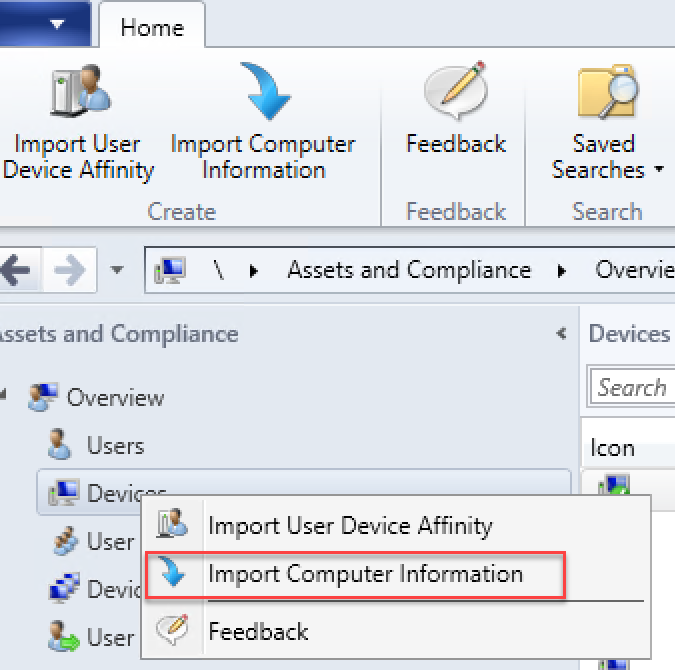 Home
Import User
Device Affinity
Import Computer
Information
Feedback
Saved
Searches
Create
Feedback
Search
\ Assets and Compliance Overvie
Assets and Compliance
Devices
Overview
Search
Users
Icon
Devices
Import User Device Affinity
User
Import Computer Information
Devic
User
Feedback